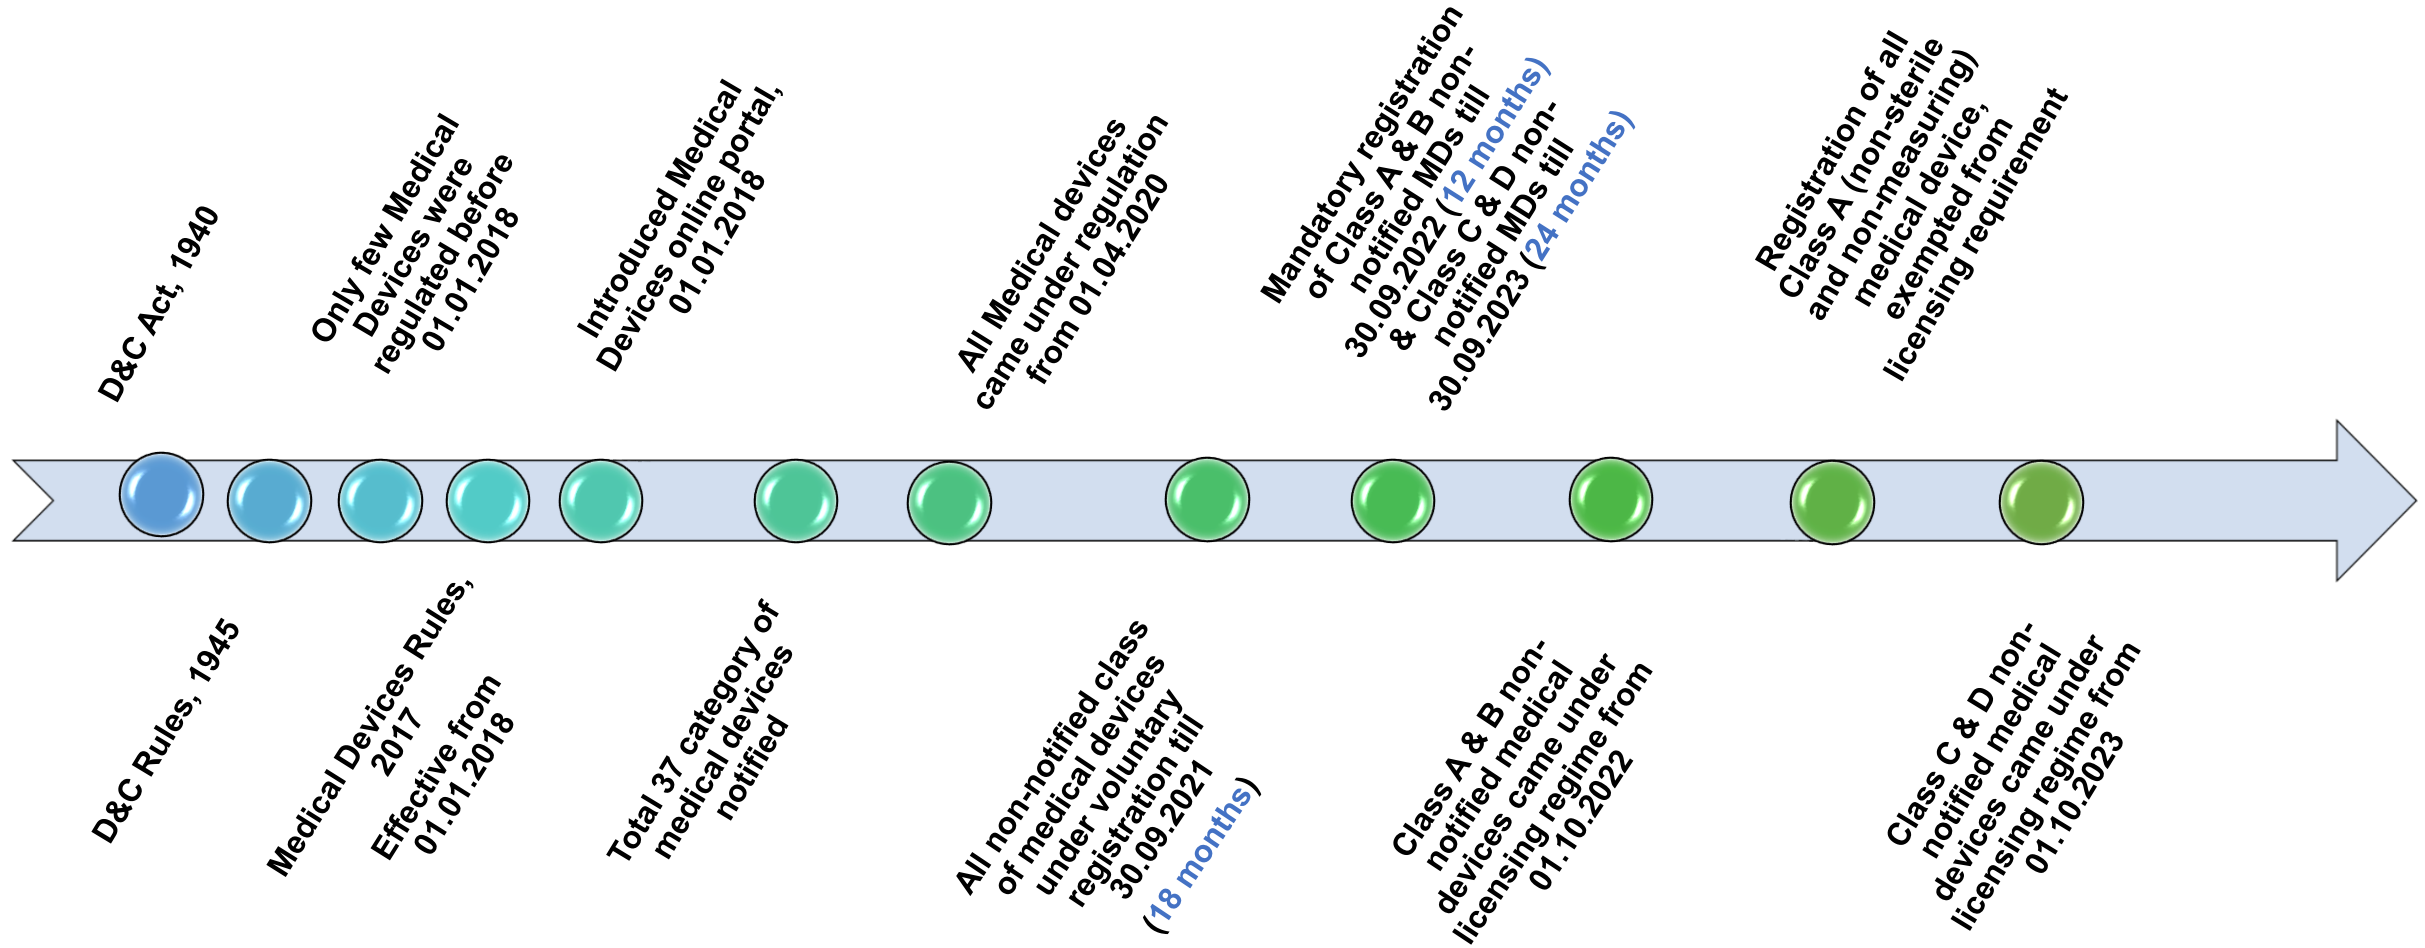 D&C Act, 1940
Only few Medical
Devices were
regulated before
01.01.2018
Introduced Medical
Devices online portal,
01.01.2018
All Medical devices
came under regulation
from 01.04.2020
Mandatory registration
of Class A & B non-
notified MDs till
30.09.2022 (12 months)
& Class C & D non-
notified MDs till
30.09.2023 (24 months)
Registration of all
Class A (non-sterile
and non-measuring)
medical device,
exempted from
licensing requirement
D&C Rules, 1945
Medical Devices Rules,
2017
Effective from
01.01.2018
Total 37 category of
medical devices
notified
All non-notified class
of medical devices
under voluntary
registration till
30.09.2021
(18 months)
Class A & B non-
notified medical
devices came under
licensing regime from
01.10.2022
Class C & D non-
notified medical
devices came under
licensing regime from
01.10.2023